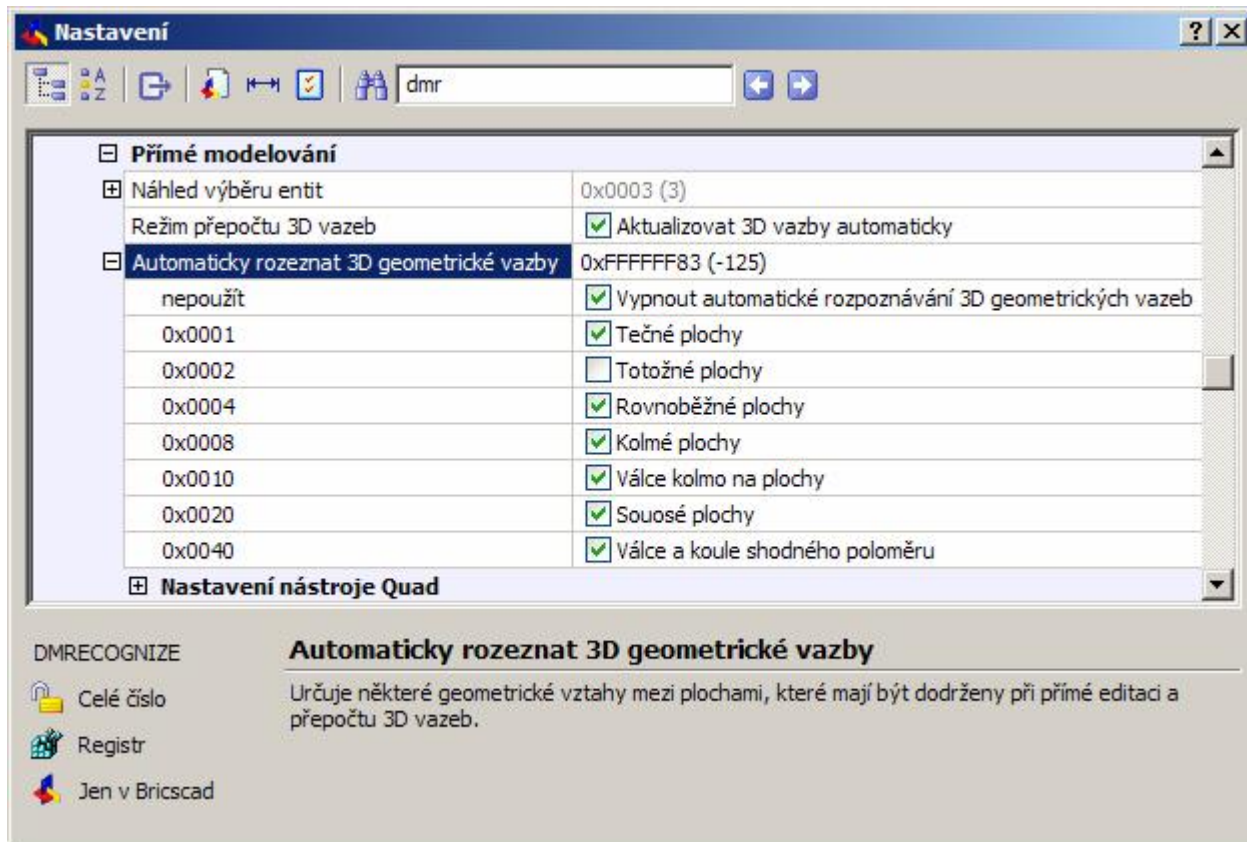 Nastavení
dmr
Přímé modelování
Náhled výběru entit 0x0003 (3)
Režim přepočtu 3D vazeb Aktualizovat 3D vazby automaticky
Automaticky rozeznat 3D geometrické vazby 0xFFFFFF83 (-125)
nepoužít Vypnout automatické rozpoznávání 3D geometrických vazeb
0x0001 Tečné plochy
0x0002 Totožné plochy
0x0004 Rovnoběžné plochy
0x0008 Kolmé plochy
0x0010 Válce kolmo na plochy
0x0020 Souosé plochy
0x0040 Válce a koule shodného poloměru
Nastavení nástroje Quad
DMRECOGNIZE
Celé číslo
Registr
Jen v Bricscad
Automaticky rozeznat 3D geometrické vazby
Určuje některé geometrické vztahy mezi plochami, které mají být dodrženy při přímé editaci a
přepočtu 3D vazeb.